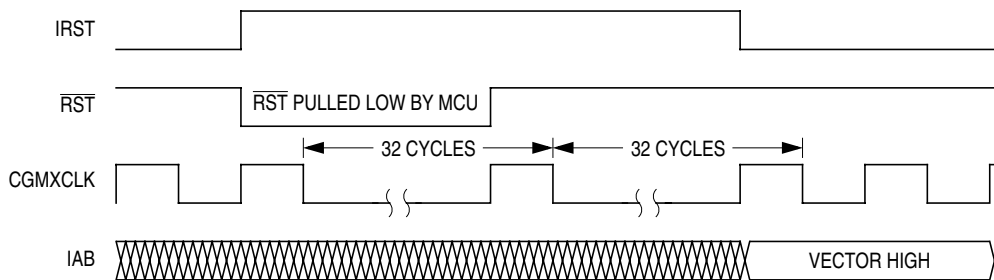 IRST
RST
RST PULLED LOW BY MCU
32 CYCLES
32 CYCLES
CGMXCLK
IAB
VECTOR HIGH